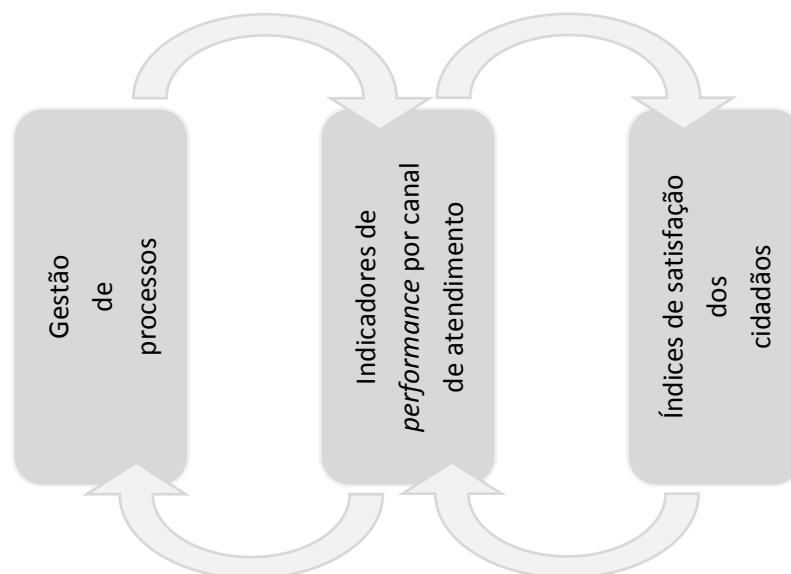 Gestão
de
processos
Indicadores de
performance por canal
de atendimento
Índices de satisfação
dos
cidadãos